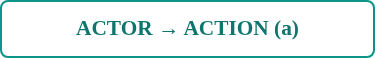 ACTOR → ACTION (a)